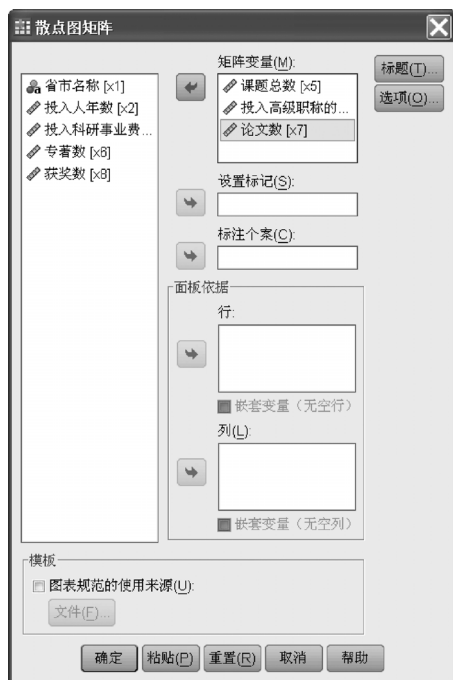 散点图矩阵
矩阵变量(M):
标题(T)...
选项(O)...
省市名称 [x1]
投入人年数 [x2]
投入科研事业费...
专著数 [x6]
获奖数 [x8]
课题总数 [x5]
投入高级职称的...
论文数 [x7]
设置标记(S):
标注个案(C):
面板依据
行:
嵌套变量（无空行）
列(L):
嵌套变量（无空列）
模板
图表规范的使用来源(U):
文件(F)...
确定 粘贴(P) 重置(R) 取消 帮助